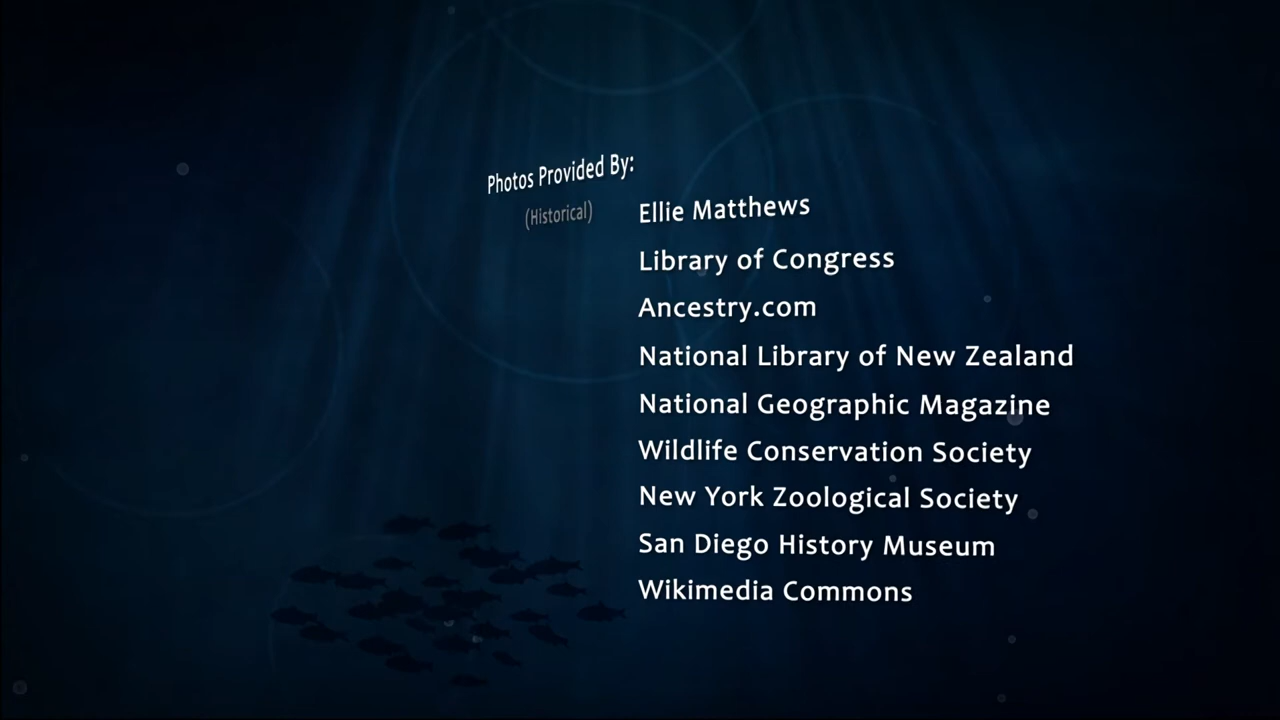 Photos Provided By:
(Historical)
Ellie Matthews
Library of Congress
Ancestry.com
National Library of New Zealand
National Geographic Magazine
Wildlife Conservation Society
New York Zoological Society
San Diego History Museum
Wikimedia Commons